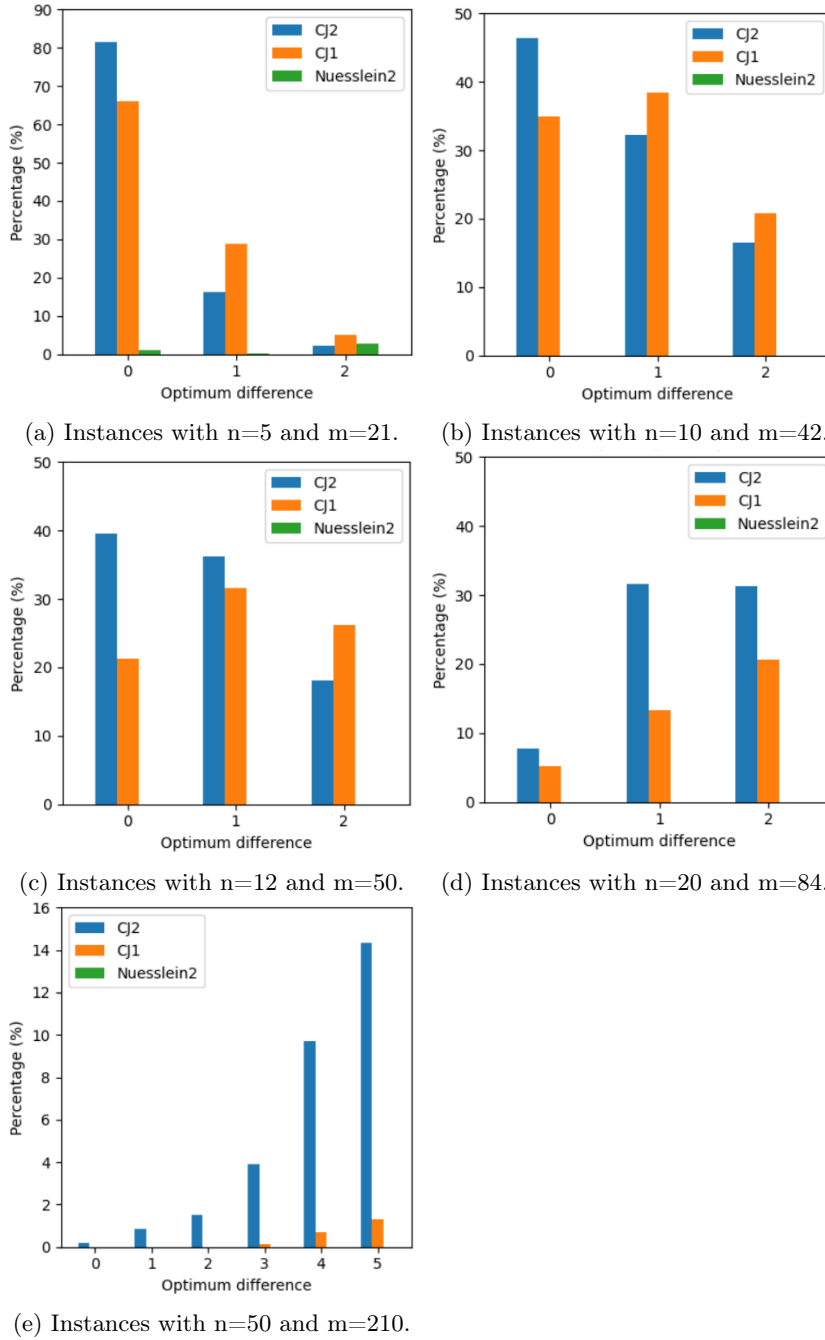 90
80
70
60
50
40
30
20
10
0
Percentage (%)
CJ2
CJ1
Nuesslein2
0 1 2
Optimum difference
(a) Instances with n=5 and m=21.
50
40
30
20
10
0
Percentage (%)
CJ2
CJ1
Nuesslein2
0 1 2
Optimum difference
(b) Instances with n=10 and m=42.
50
40
30
20
10
0
Percentage (%)
CJ2
CJ1
Nuesslein2
0 1 2
Optimum difference
(c) Instances with n=12 and m=50.
50
40
30
20
10
0
Percentage (%)
CJ2
CJ1
Nuesslein2
0 1 2
Optimum difference
(d) Instances with n=20 and m=84.
16
14
12
10
8
6
4
2
0
Percentage (%)
CJ2
CJ1
Nuesslein2
0 1 2 3 4 5
Optimum difference
(e) Instances with n=50 and m=210.